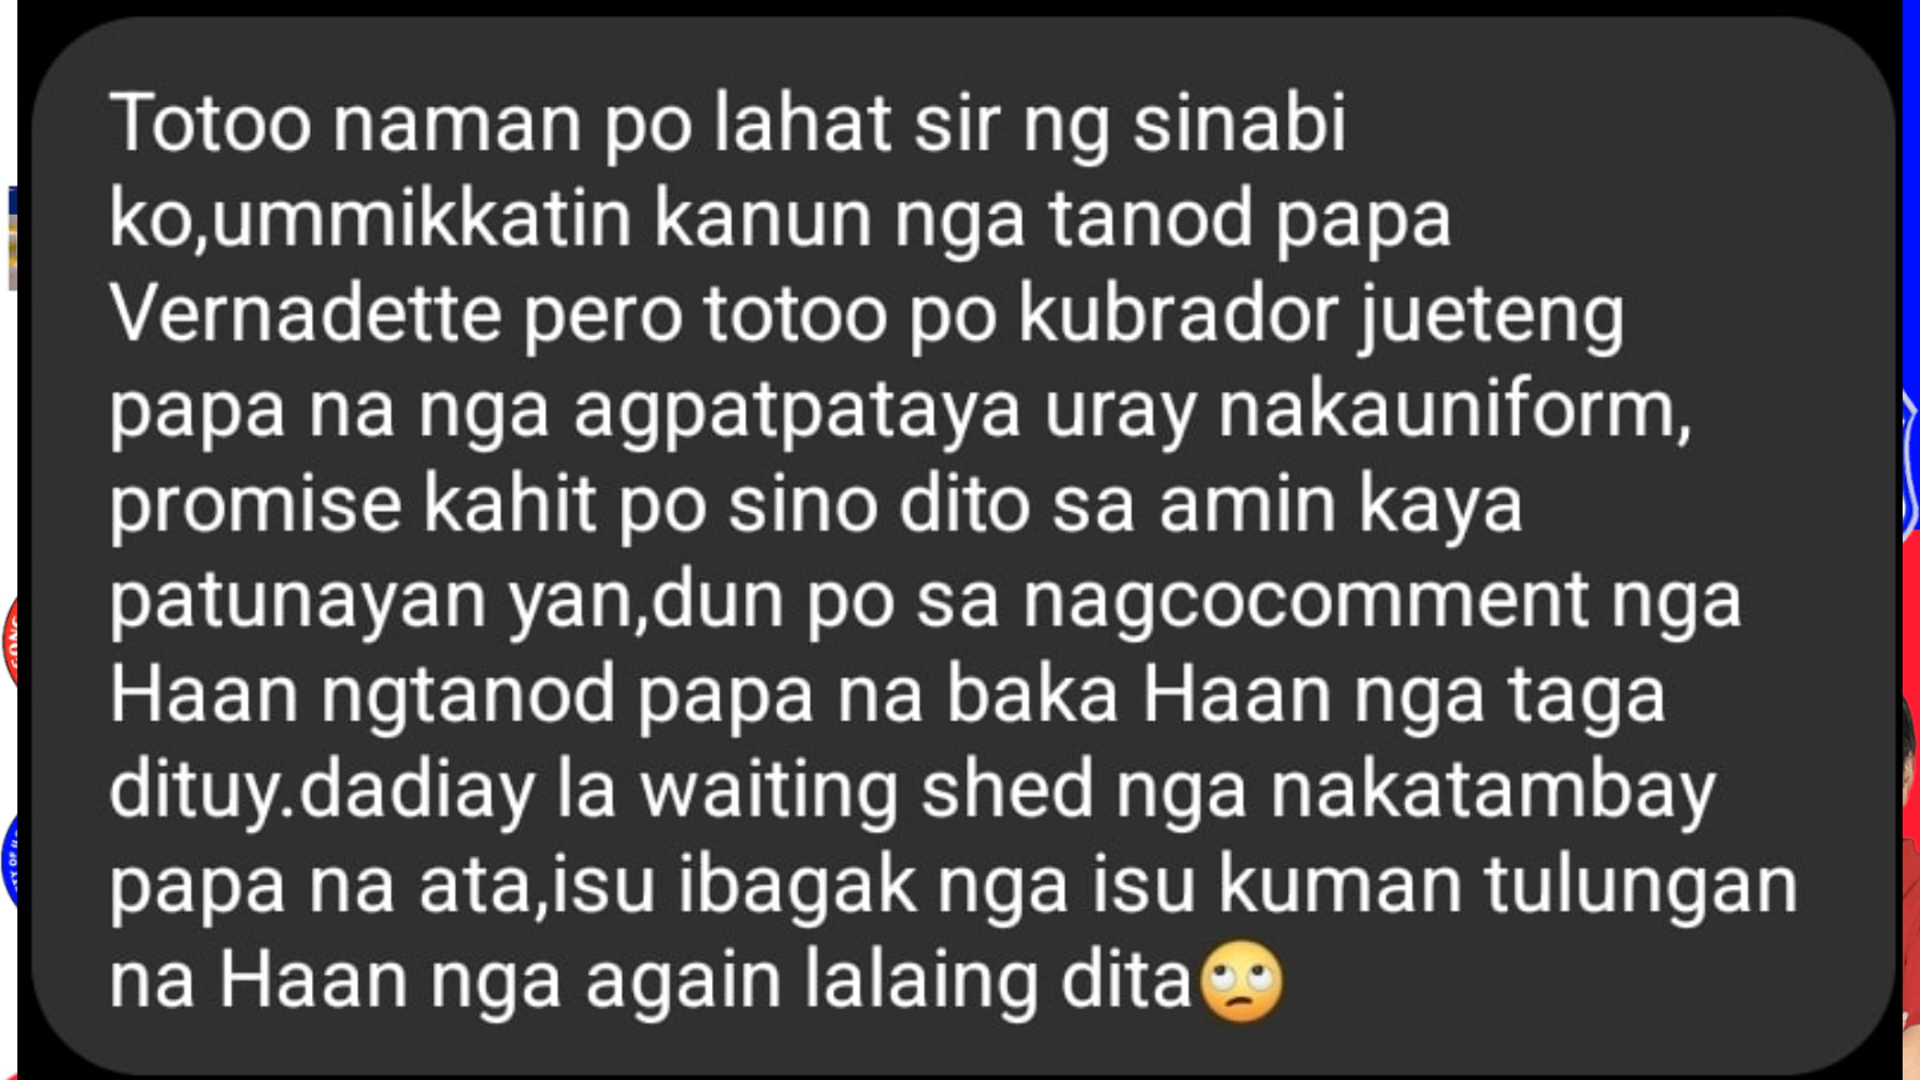 Totoo naman po lahat sir ng sinabi
ko,ummikkatin kanun nga tanod papa
Vernadette pero totoo po kubrador jueteng
papa na nga agpatpataya uray nakauniform,
promise kahit po sino dito sa amin kaya
patunayan yan,dun po sa nagcocomment nga
Haan ngtanod papa na baka Haan nga taga
dituy.dadiay la waiting shed nga nakatambay
papa na ata,isu ibagak nga isu kuman tulungan
na Haan nga again lalaing dita🙄